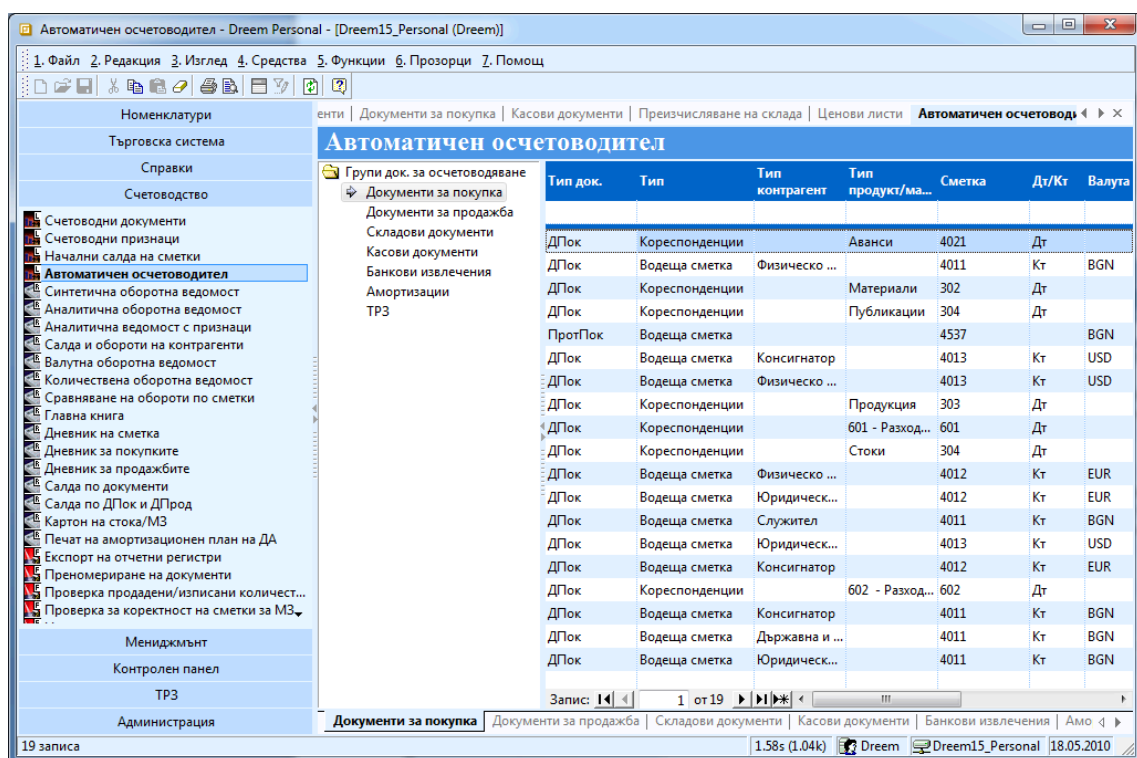 Автоматичен осчетоводител - Dreem Personal - [Dreem15_Personal (Dreem)]
1. Файл 2. Редакция 3. Изглед 4. Средства 5. Функции 6. Прозорци 7. Помощ
Номенклатури
Търговска система
Справки
Счетоводство
Счетоводни документи
Счетоводни признаци
Начални салда на сметки
Автоматичен осчетоводител
Синтетична оборотна ведомост
Аналитична оборотна ведомост
Аналитична ведомост с признаци
Салда и обороти на контрагенти
Валутна оборотна ведомост
Количествена оборотна ведомост
Сравняване на обороти по сметки
Главна книга
Дневник на сметка
Дневник за покупките
Дневник за продажбите
Салда по документи
Салда по ДПок и ДПрод
Картон на стока/МЗ
Печат на амортизационен план на ДА
Експорт на отчетни регистри
Преномериране на документи
Проверка продадени/изписани количест...
Проверка за коректност на сметки за МЗ
Мениджмънт
Контролен панел
ТРЗ
Администрация
енти | Документи за покупка | Касови документи | Преизчисляване на склада | Ценови листи Автоматичен осчетоводи
Автоматичен осчетоводител
Групи док. за осчетоводяване
Документи за покупка
Документи за продажба
Складови документи
Касови документи
Банкови извлечения
Амортизации
ТРЗ
Тип док. Тип Тип контрагент Тип продукт/ма... Сметка Дт/Кт Валута
ДПок Кореспонденции Аванси 4021 Дт
ДПок Водеща сметка Физическо ... 4011 Кт BGN
ДПок Кореспонденции Материали 302 Дт
ДПок Кореспонденции Публикации 304 Дт
ПротПок Водеща сметка 4537 BGN
ДПок Водеща сметка Консигнатор 4013 Кт USD
ДПок Водеща сметка Физическо ... 4013 Кт USD
ДПок Кореспонденции Продукция 303 Дт
ДПок Кореспонденции 601 - Разход... 601 Дт
ДПок Кореспонденции Стоки 304 Дт
ДПок Водеща сметка Физическо ... 4012 Кт EUR
ДПок Водеща сметка Юридическ... 4012 Кт EUR
ДПок Водеща сметка Служител 4011 Кт BGN
ДПок Водеща сметка Юридическ... 4013 Кт USD
ДПок Водеща сметка Консигнатор 4012 Кт EUR
ДПок Кореспонденции 602 - Разход... 602 Дт
ДПок Водеща сметка Консигнатор 4011 Кт BGN
ДПок Водеща сметка Държавна и ... 4011 Кт BGN
ДПок Водеща сметка Юридическ... 4011 Кт BGN
Запис: 1 от 19
Документи за покупка Документи за продажба | Складови документи | Касови документи | Банкови извлечения | Амо
19 записа 1.58s (1.04k) Dreem Dreem15_Personal 18.05.2010